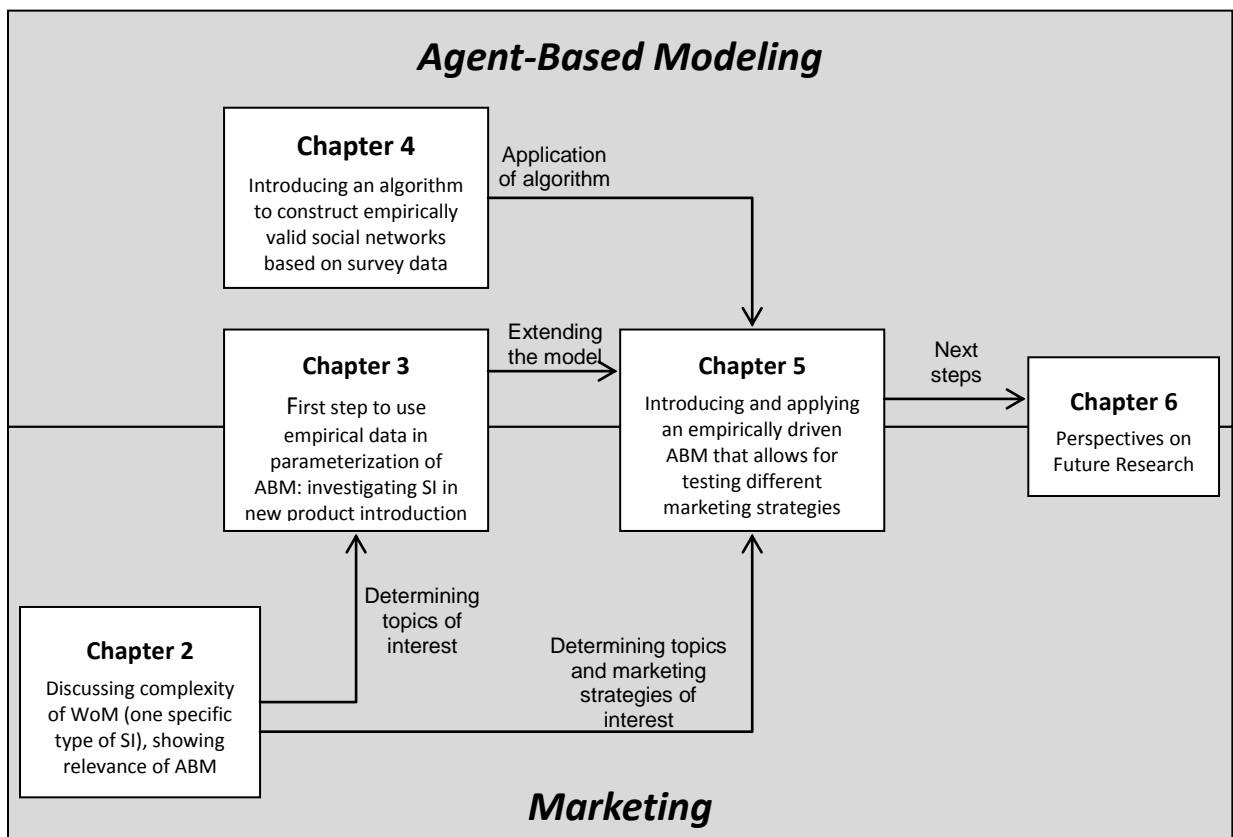 Agent-Based Modeling
Chapter 4
Introducing an algorithm
to construct empirically
valid social networks
based on survey data
Application
of algorithm
Chapter 3
First step to use
empirical data in
parameterization of
ABM: investigating SI in
new product introduction
Extending
the model
Chapter 5
Introducing and applying
an empirically driven
ABM that allows for
testing different
marketing strategies
Next
steps
Chapter 6
Perspectives on
Future Research
Chapter 2
Discussing complexity
of WoM (one specific
type of SI), showing
relevance of ABM
Determining
topics of
interest
Determining topics
and marketing
strategies of
interest
Marketing